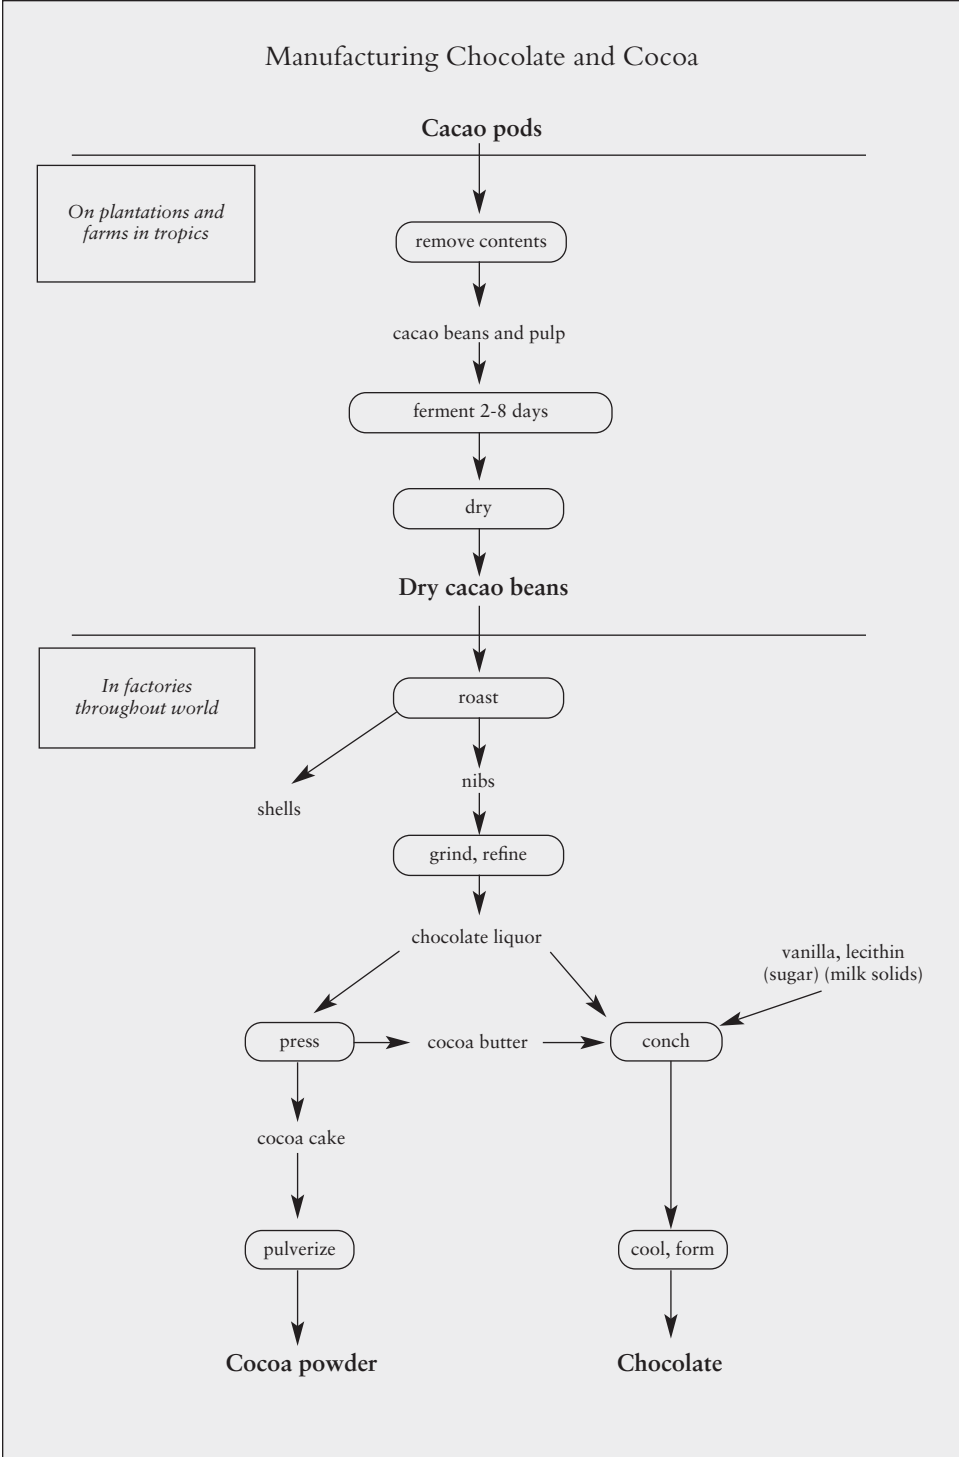 Manufacturing Chocolate and Cocoa
Cacao pods
On plantations and
farms in tropics
remove contents
cacao beans and pulp
ferment 2-8 days
dry
Dry cacao beans
In factories
throughout world
roast
shells
nibs
grind, refine
chocolate liquor
vanilla, lecithin
(sugar) (milk solids)
press
cocoa butter
conch
cocoa cake
pulverize
cool, form
Cocoa powder
Chocolate